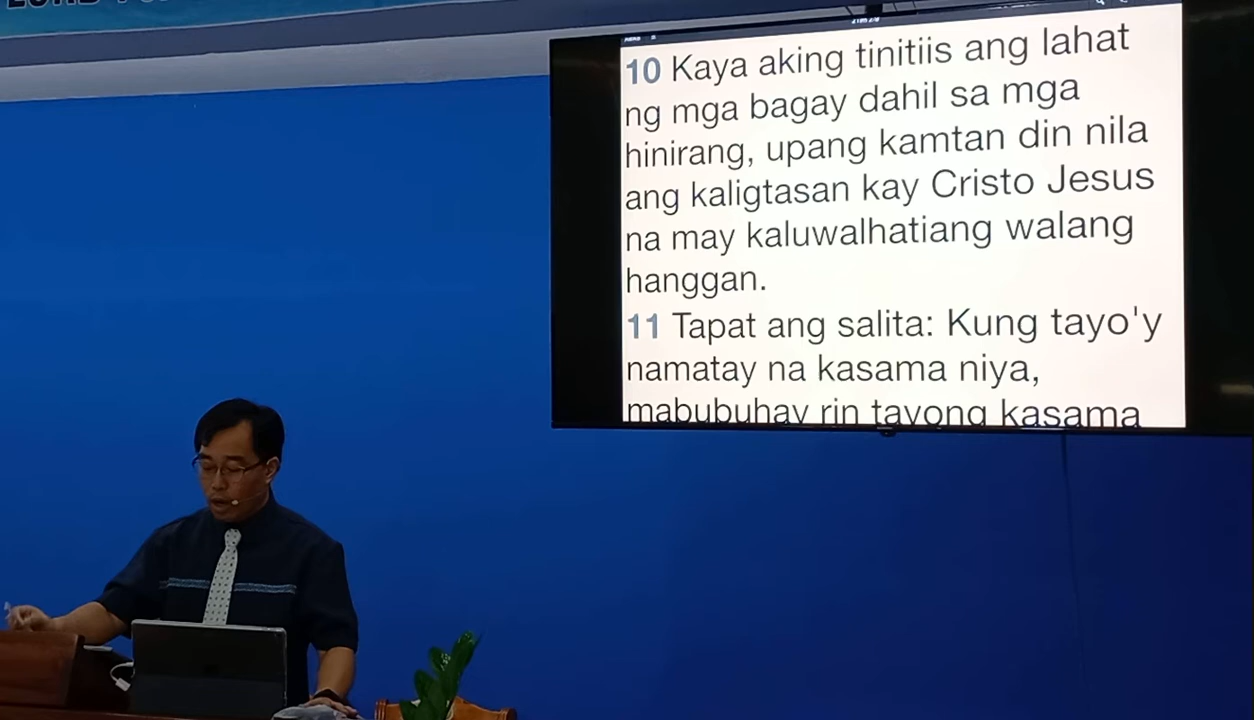 10 Kaya aking tinitiis ang lahat
ng mga bagay dahil sa mga
hinirang, upang kamtan din nila
ang kaligtasan kay Cristo Jesus
na may kaluwalhatiang walang
hanggan.
11 Tapat ang salita: Kung tayo'y
namatay na kasama niya,
mabubuhay rin tayong kasama